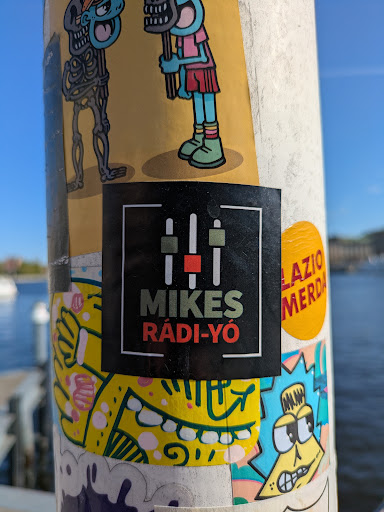 MIKES
RÁDI-YÓ
LAZIO
MERDA